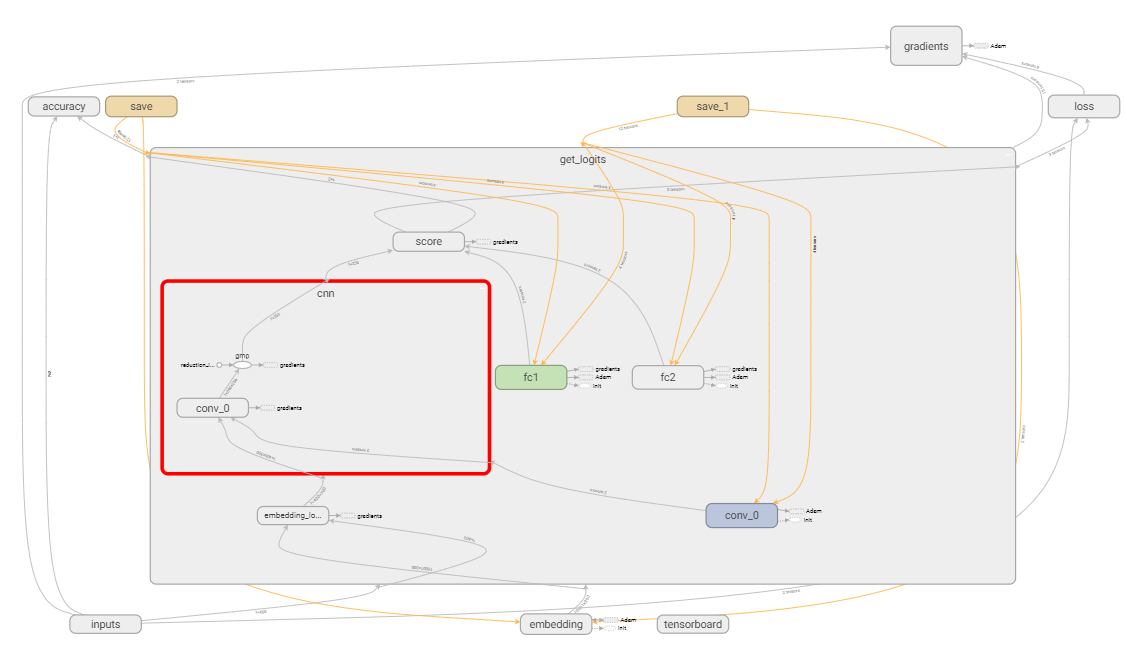 gradients
Adam
accuracy
save
save_1
loss
get_logits
score
gradients
cnn
gmp
reduction_i...
gradients
conv_0
gradients
fc1
gradients
Adam
init
fc2
gradients
Adam
init
embedding_lo...
gradients
conv_0
Adam
init
inputs
embedding
Adam
init
tensorboard